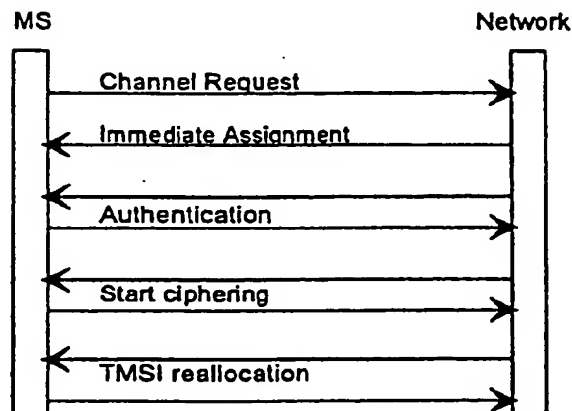 MS Network
Channel Request
Immediate Assignment
Authentication
Start ciphering
TMSI reallocation